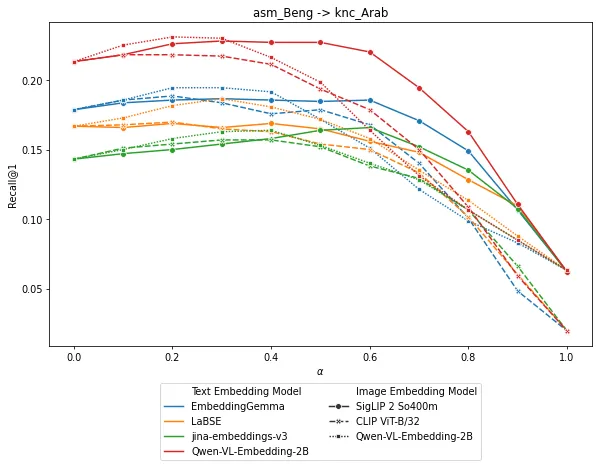 asm_Beng -> knc_Arab
Recall@1
0.20
0.15
0.10
0.05
0.0 0.2 0.4 0.6 0.8 1.0
α
Text Embedding Model Image Embedding Model
EmbeddingGemma SigLIP 2 So400m
LaBSE CLIP ViT-B/32
jina-embeddings-v3 Qwen-VL-Embedding-2B
Qwen-VL-Embedding-2B